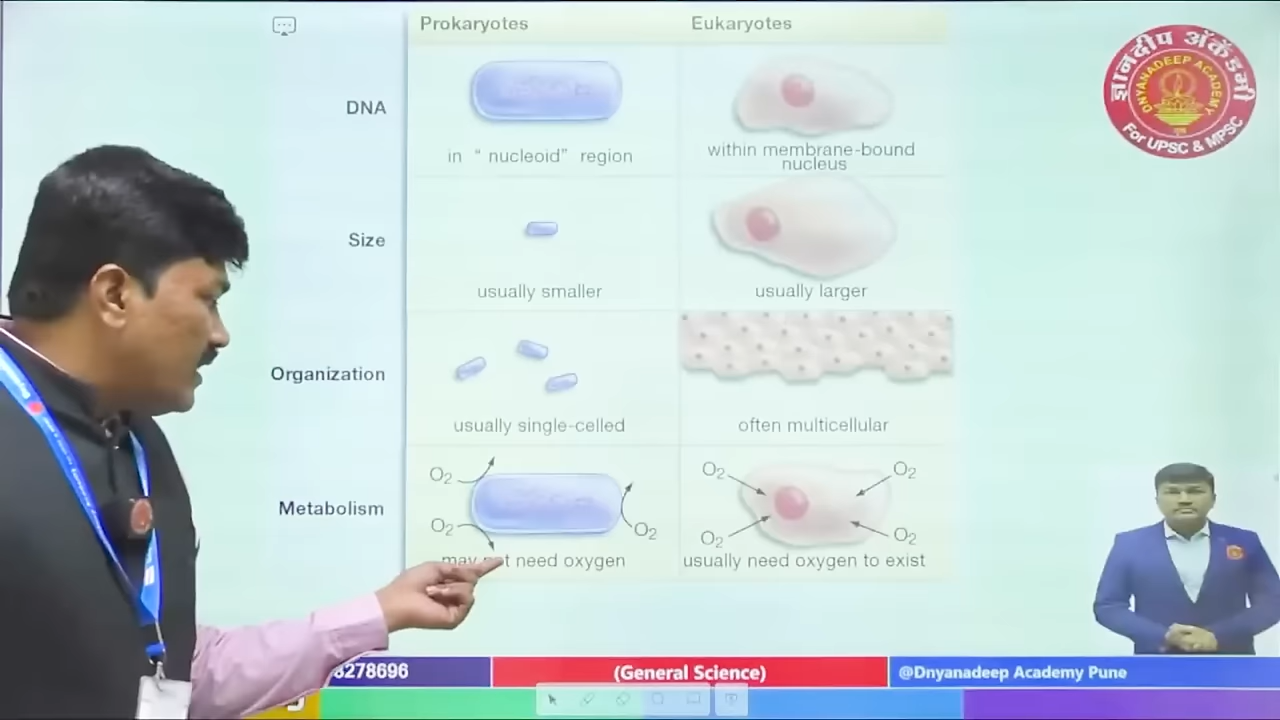 Prokaryotes
Eukaryotes
DNA
in “ nucleoid” region
within membrane-bound
nucleus
Size
usually smaller
usually larger
Organization
usually single-celled
often multicellular
Metabolism
O2
O2
O2
O2
O2
O2
O2
may not need oxygen
usually need oxygen to exist
ज्ञानदीप अॅकॅडमी
DNYANADEEP ACADEMY
पुणे
For UPSC & MPSC
8278696
(General Science)
@Dnyanadeep Academy Pune